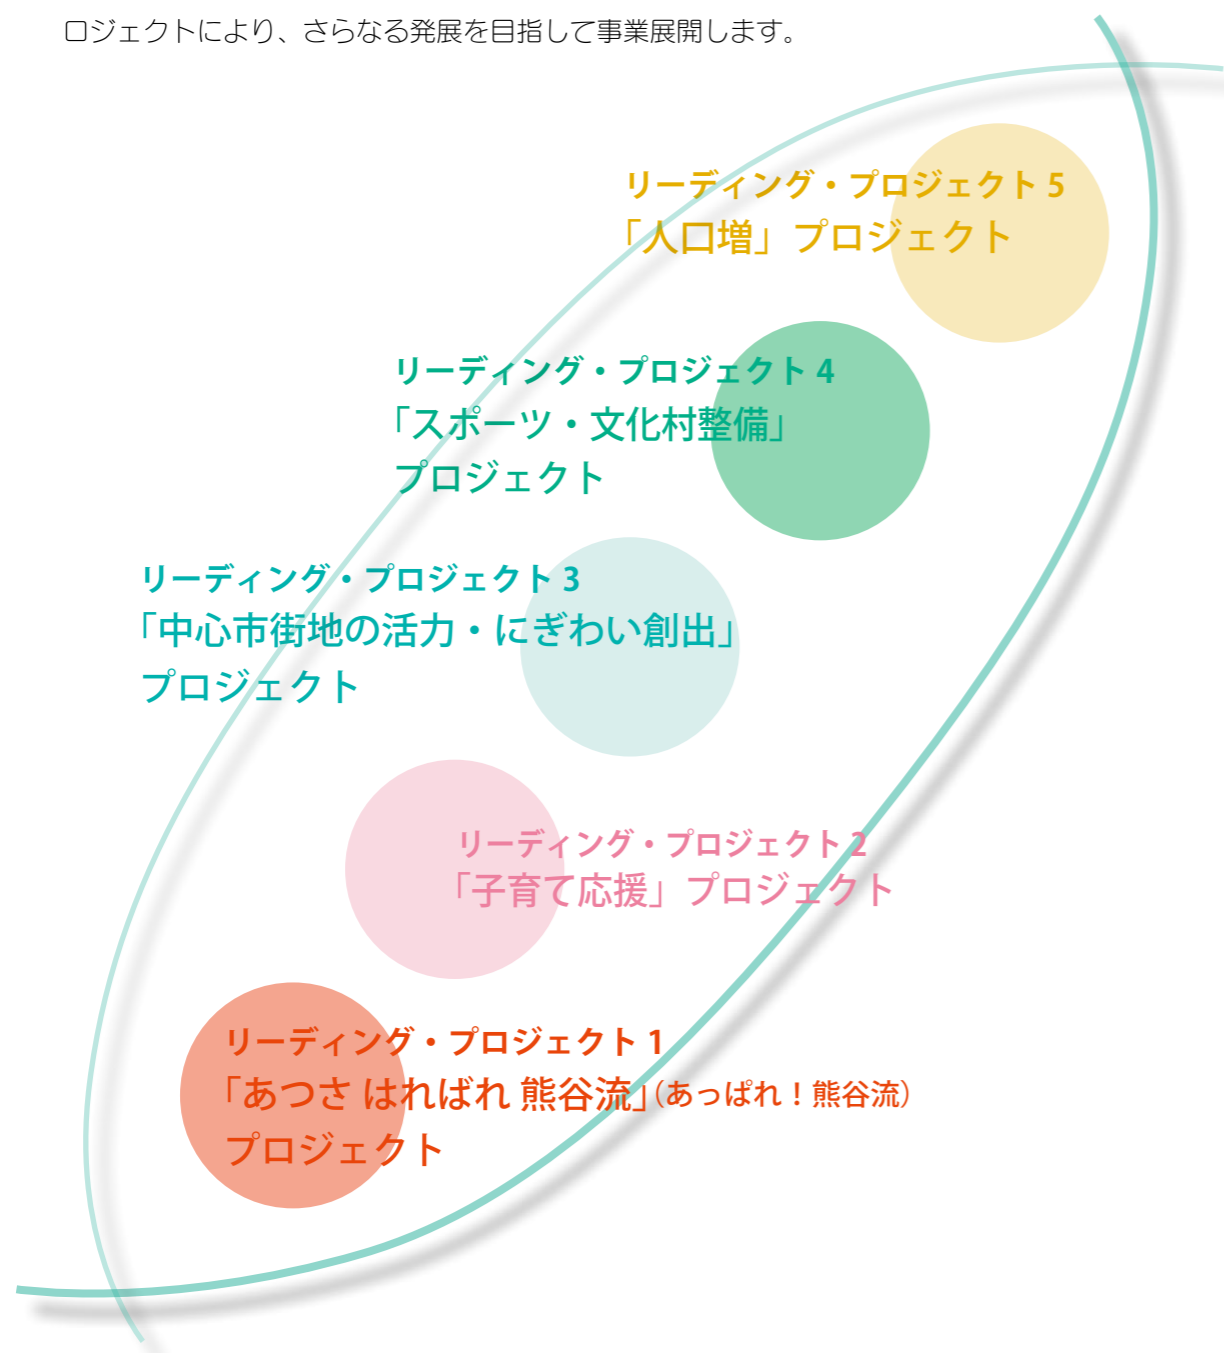 ロジェクトにより、さらなる発展を目指して事業展開します。
リーディング・プロジェクト 5
「人口増」プロジェクト
リーディング・プロジェクト 4
「スポーツ・文化村整備」
プロジェクト
リーディング・プロジェクト 3
「中心市街地の活力・にぎわい創出」
プロジェクト
リーディング・プロジェクト 2
「子育て応援」プロジェクト
リーディング・プロジェクト 1
「あつさ はればれ 熊谷流」（あっぱれ！熊谷流）
プロジェクト